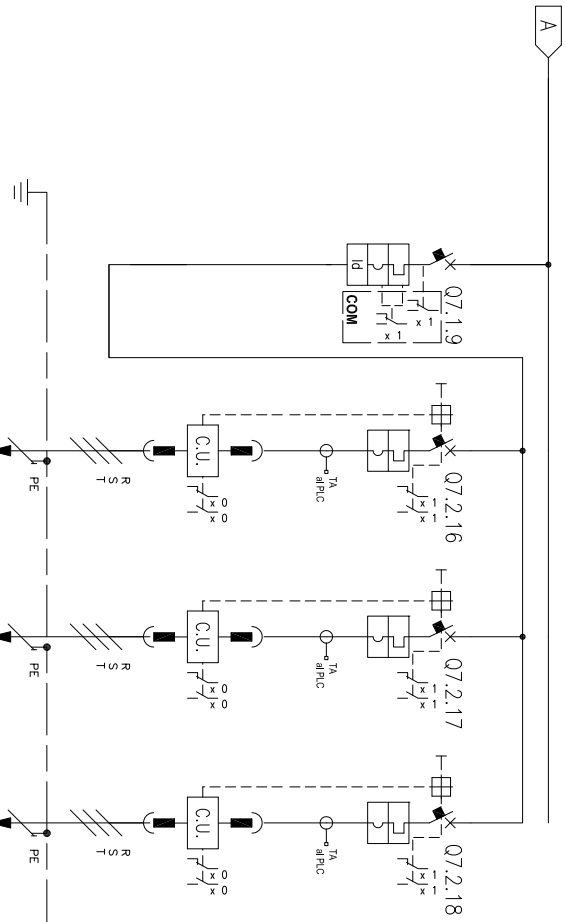 A
Q7.1.9
Id
COM
x 1
x 1
Q7.2.16
x 1
x 1
TA
al PLC
C.U.
x 0
x 0
R
S
T
PE
Q7.2.17
x 1
x 1
TA
al PLC
C.U.
x 0
x 0
R
S
T
PE
Q7.2.18
x 1
x 1
TA
al PLC
C.U.
x 0
x 0
R
S
T
PE